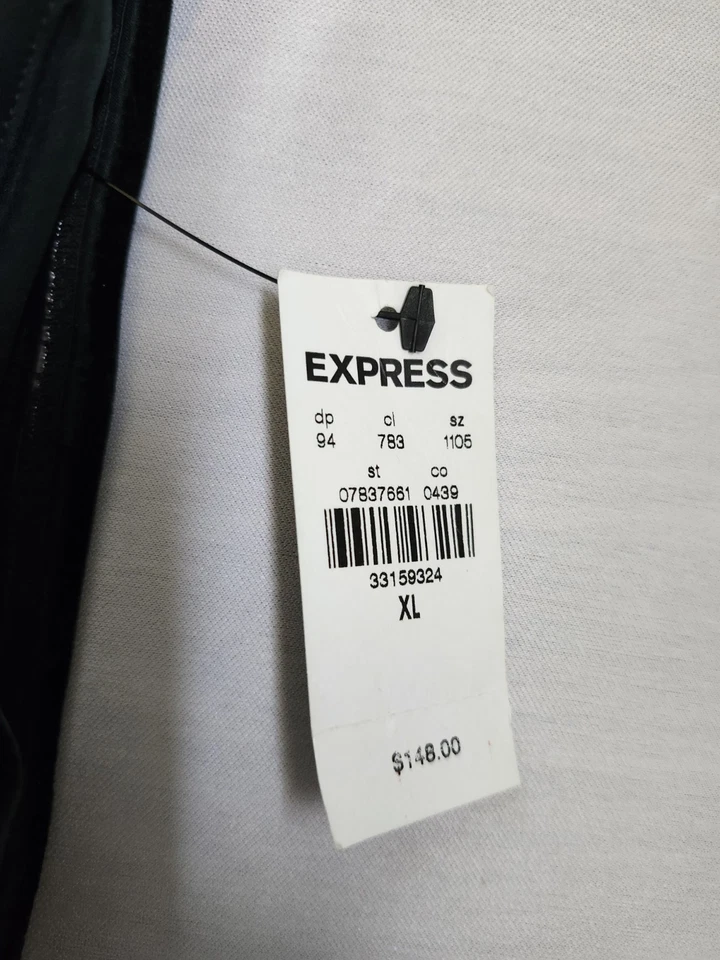 EXPRESS
dp cl sz
94 783 1105
st co
07837661 0439
33159324
XL
$148.00